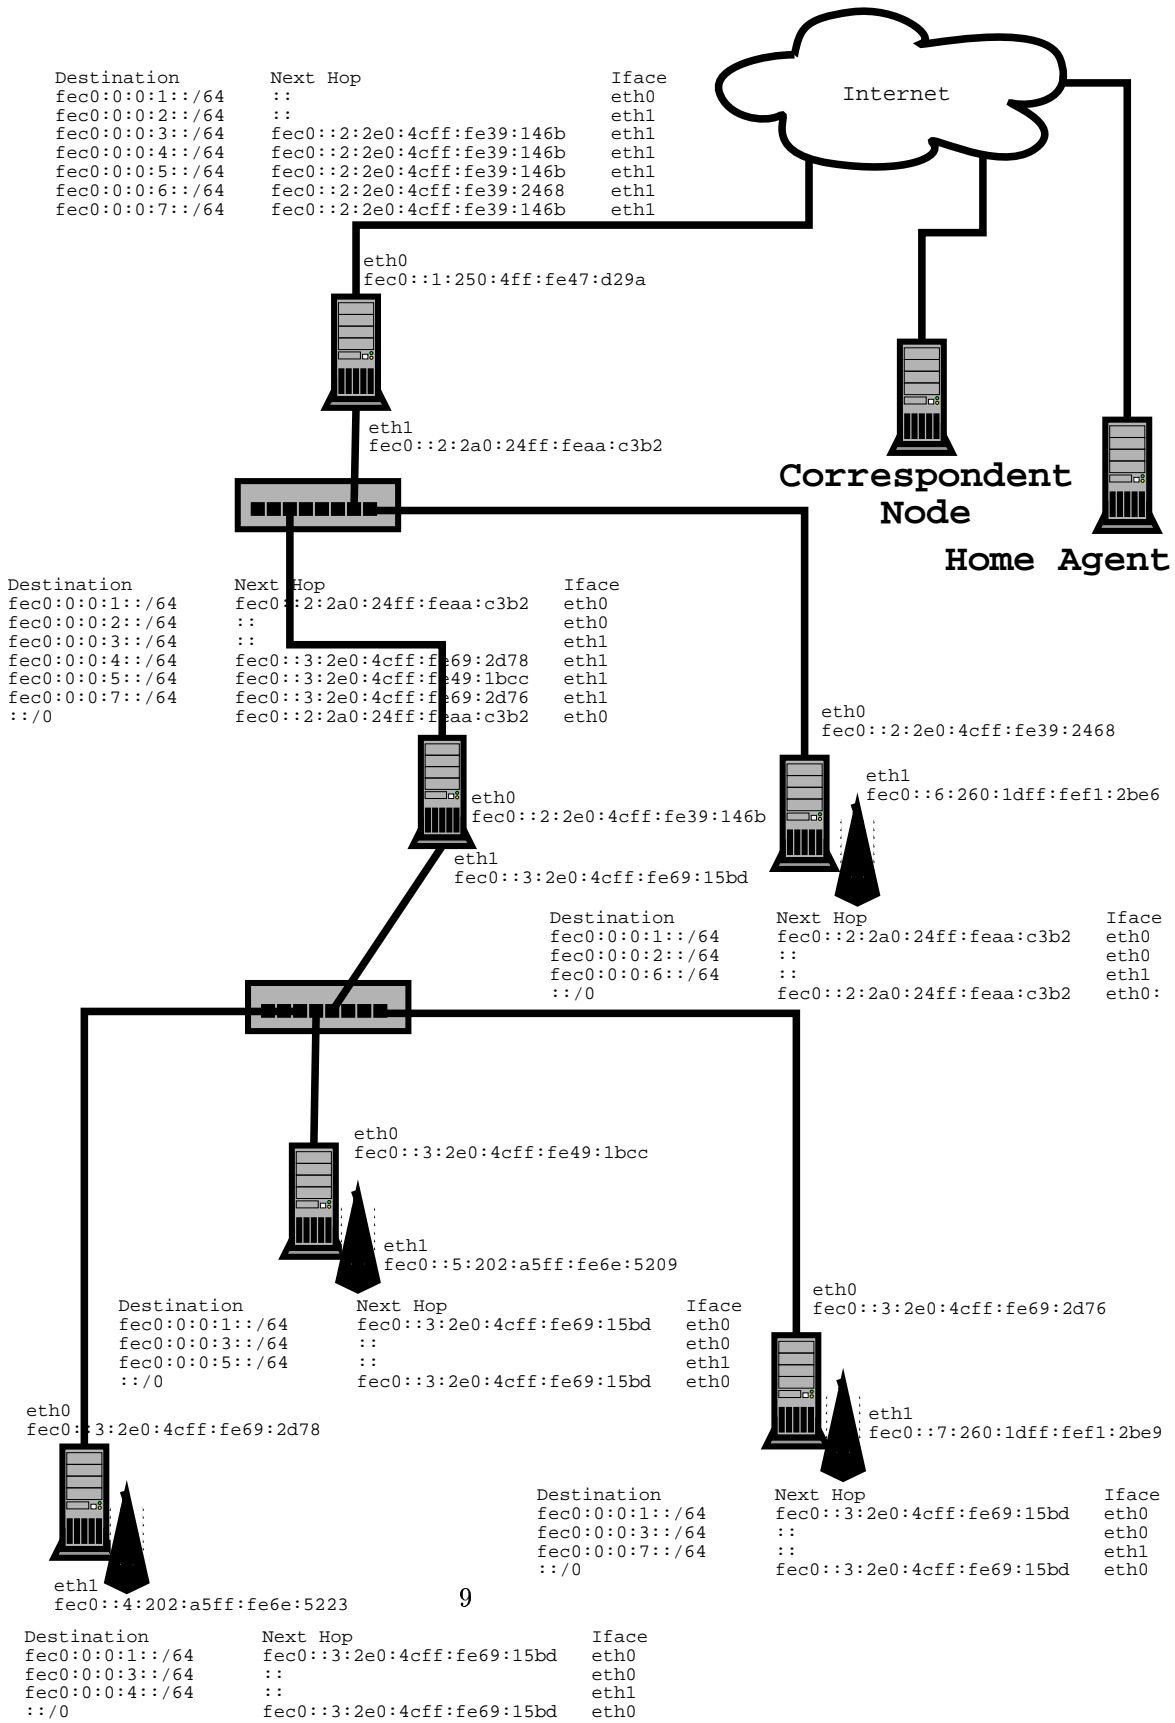 Internet
Destination Next Hop Iface
fec0:0:0:1::/64 :: eth0
fec0:0:0:2::/64 :: eth1
fec0:0:0:3::/64 fec0::2:2e0:4cff:fe39:146b eth1
fec0:0:0:4::/64 fec0::2:2e0:4cff:fe39:146b eth1
fec0:0:0:5::/64 fec0::2:2e0:4cff:fe39:146b eth1
fec0:0:0:6::/64 fec0::2:2e0:4cff:fe39:2468 eth1
fec0:0:0:7::/64 fec0::2:2e0:4cff:fe39:146b eth1
eth0
fec0::1:250:4ff:fe47:d29a
eth1
fec0::2:2a0:24ff:feaa:c3b2
Correspondent
Node
Home Agent
Destination Next Hop Iface
fec0:0:0:1::/64 fec0::2:2a0:24ff:feaa:c3b2 eth0
fec0:0:0:2::/64 :: eth0
fec0:0:0:3::/64 :: eth1
fec0:0:0:4::/64 fec0::3:2e0:4cff:fe69:2d78 eth1
fec0:0:0:5::/64 fec0::3:2e0:4cff:fe49:1bcc eth1
fec0:0:0:7::/64 fec0::3:2e0:4cff:fe69:2d76 eth1
::/0 fec0::2:2a0:24ff:feaa:c3b2 eth0
eth0
fec0::2:2e0:4cff:fe39:2468
eth1
fec0::6:260:1dff:fef1:2be6
eth0
fec0::2:2e0:4cff:fe39:146b
eth1
fec0::3:2e0:4cff:fe69:15bd
Destination Next Hop Iface
fec0:0:0:1::/64 fec0::2:2a0:24ff:feaa:c3b2 eth0
fec0:0:0:2::/64 :: eth0
fec0:0:0:6::/64 :: eth1
::/0 fec0::2:2a0:24ff:feaa:c3b2 eth0:
eth0
fec0::3:2e0:4cff:fe49:1bcc
eth1
fec0::5:202:a5ff:fe6e:5209
Destination Next Hop Iface
fec0:0:0:1::/64 fec0::3:2e0:4cff:fe69:15bd eth0
fec0:0:0:3::/64 :: eth0
fec0:0:0:5::/64 :: eth1
::/0 fec0::3:2e0:4cff:fe69:15bd eth0
eth0
fec0::3:2e0:4cff:fe69:2d76
eth1
fec0::7:260:1dff:fef1:2be9
eth0
fec0::3:2e0:4cff:fe69:2d78
Destination Next Hop Iface
fec0:0:0:1::/64 fec0::3:2e0:4cff:fe69:15bd eth0
fec0:0:0:3::/64 :: eth0
fec0:0:0:7::/64 :: eth1
::/0 fec0::3:2e0:4cff:fe69:15bd eth0
eth1
fec0::4:202:a5ff:fe6e:5223
9
Destination Next Hop Iface
fec0:0:0:1::/64 fec0::3:2e0:4cff:fe69:15bd eth0
fec0:0:0:3::/64 :: eth0
fec0:0:0:4::/64 :: eth1
::/0 fec0::3:2e0:4cff:fe69:15bd eth0